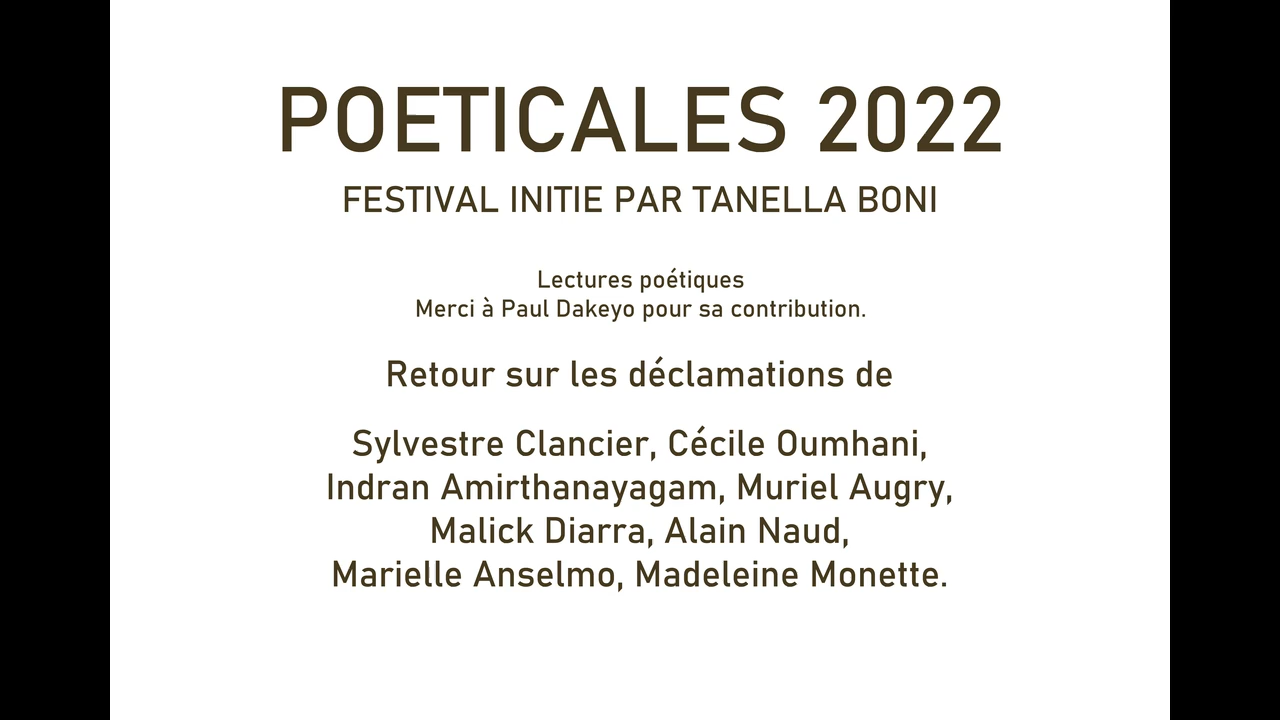 POETICALES 2022
FESTIVAL INITIE PAR TANELLA BONI
Lectures poétiques
Merci à Paul Dakeyo pour sa contribution.
Retour sur les déclamations de
Sylvestre Clancier, Cécile Oumhani,
Indran Amirthanayagam, Muriel Augry,
Malick Diarra, Alain Naud,
Marielle Anselmo, Madeleine Monette.